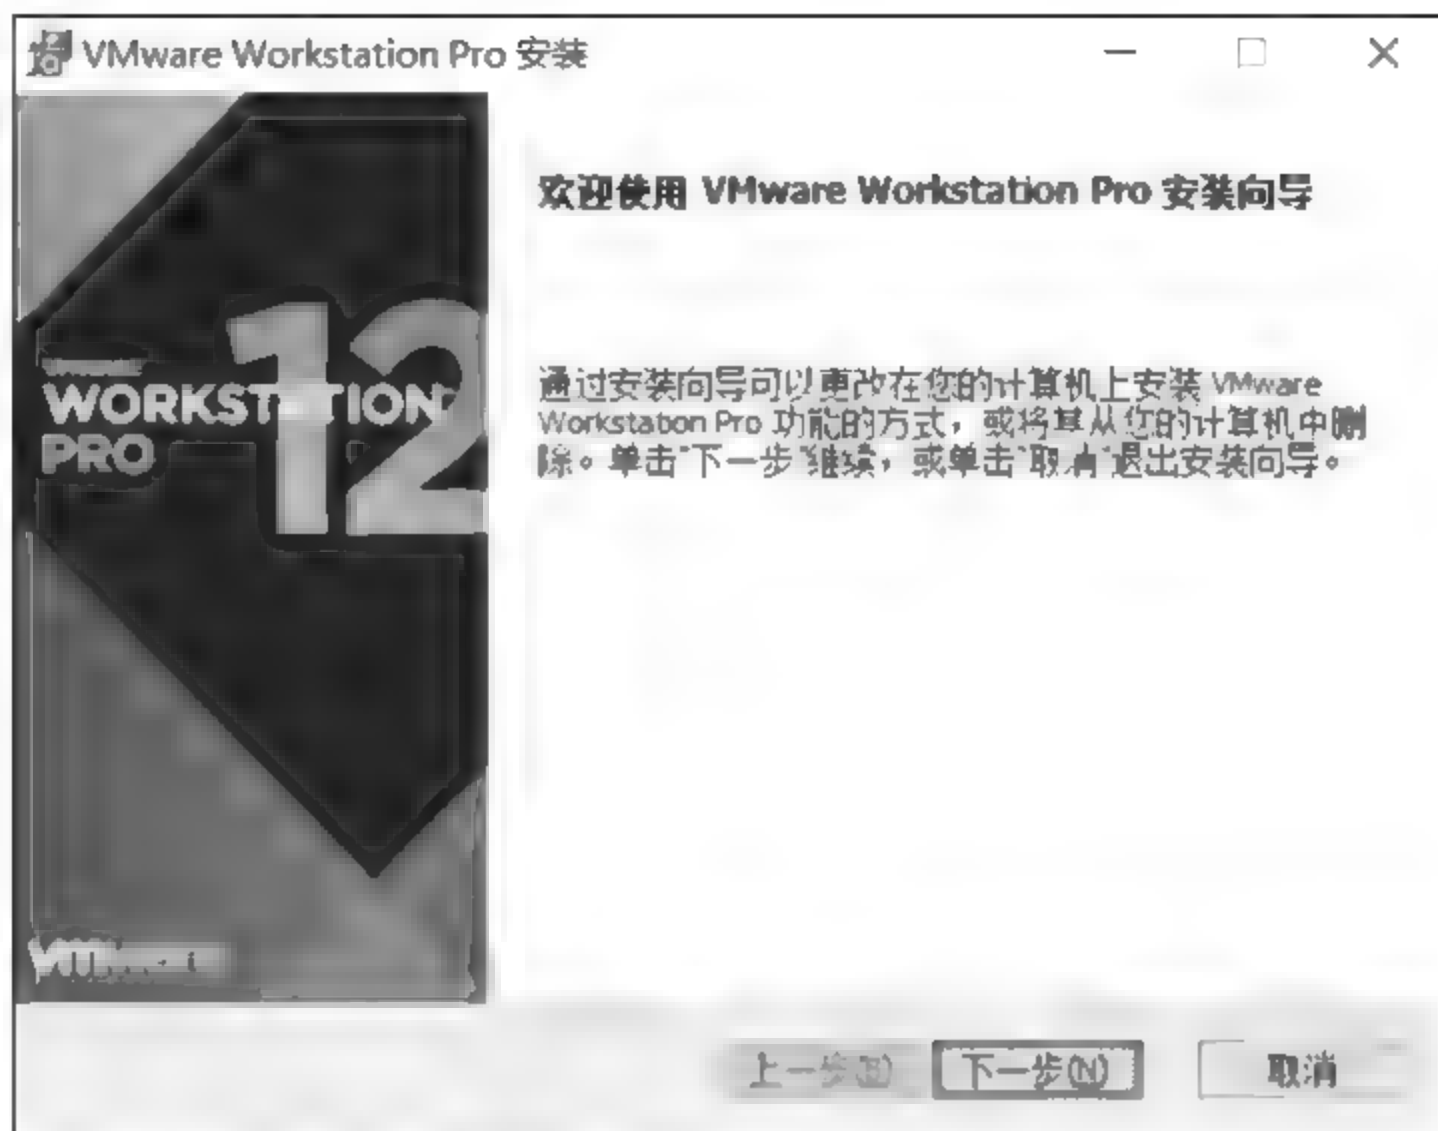 VMware Workstation Pro 安装
欢迎使用 VMware Workstation Pro 安装向导
12
WORKSTATION
PRO
通过安装向导可以更改在您的计算机上安装 VMware
Workstation Pro 功能的方式，或将其从您的计算机中删
除。单击"下一步"继续，或单击"取消"退出安装向导。
vmware
上一步(B) 下一步(N) 取消